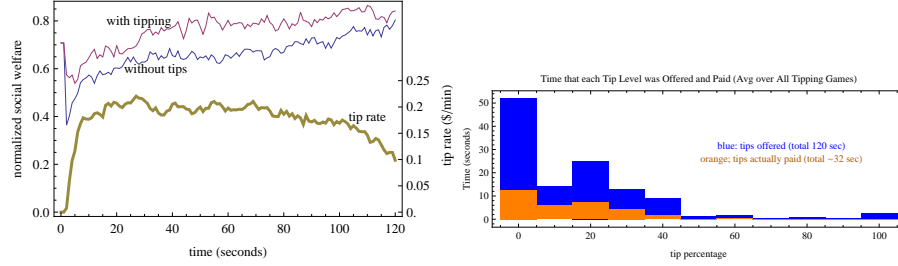 with tipping
without tips
tip rate
normalized social welfare
0.8
0.6
0.4
0.2
0.0
0.25
0.2
0.15
0.1
0.05
0
tip rate ($/min)
0 20 40 60 80 100 120
time (seconds)
Time that each Tip Level was Offered and Paid (Avg over All Tipping Games)
Time (seconds)
50
40
30
20
10
0
blue: tips offered (total 120 sec)
orange; tips actually paid (total ~32 sec)
0 20 40 60 80 100
tip percentage